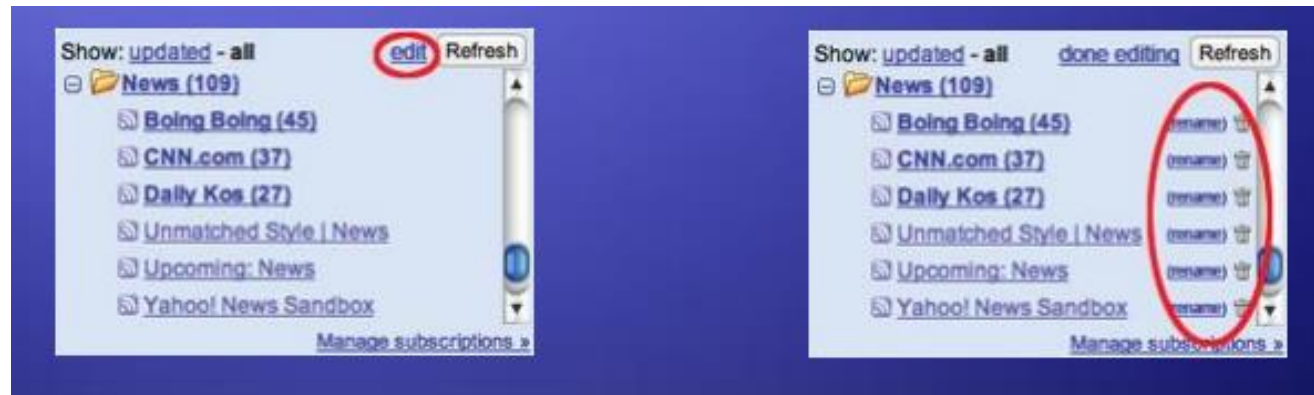 Show: updated - all edit Refresh
News (109)
Boing Boing (45)
CNN.com (37)
Daily Kos (27)
Unmatched Style | News
Upcoming: News
Yahoo! News Sandbox
Manage subscriptions »
Show: updated - all done editing Refresh
News (109)
Boing Boing (45) (rename)
CNN.com (37) (rename)
Daily Kos (27) (rename)
Unmatched Style | News (rename)
Upcoming: News (rename)
Yahoo! News Sandbox (rename)
Manage subscriptions »